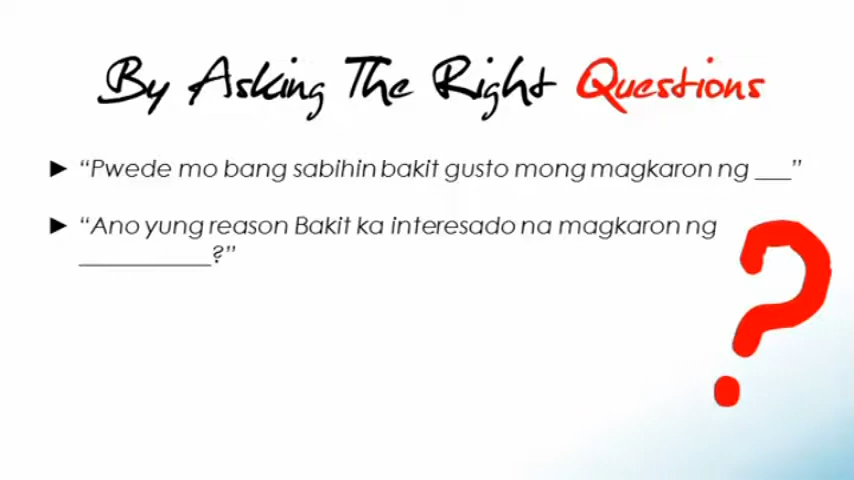 By Asking The Right Questions
► “Pwede mo bang sabihin bakit gusto mong magkaron ng ___”
► “Ano yung reason Bakit ka interesado na magkaron ng
___________?”
?